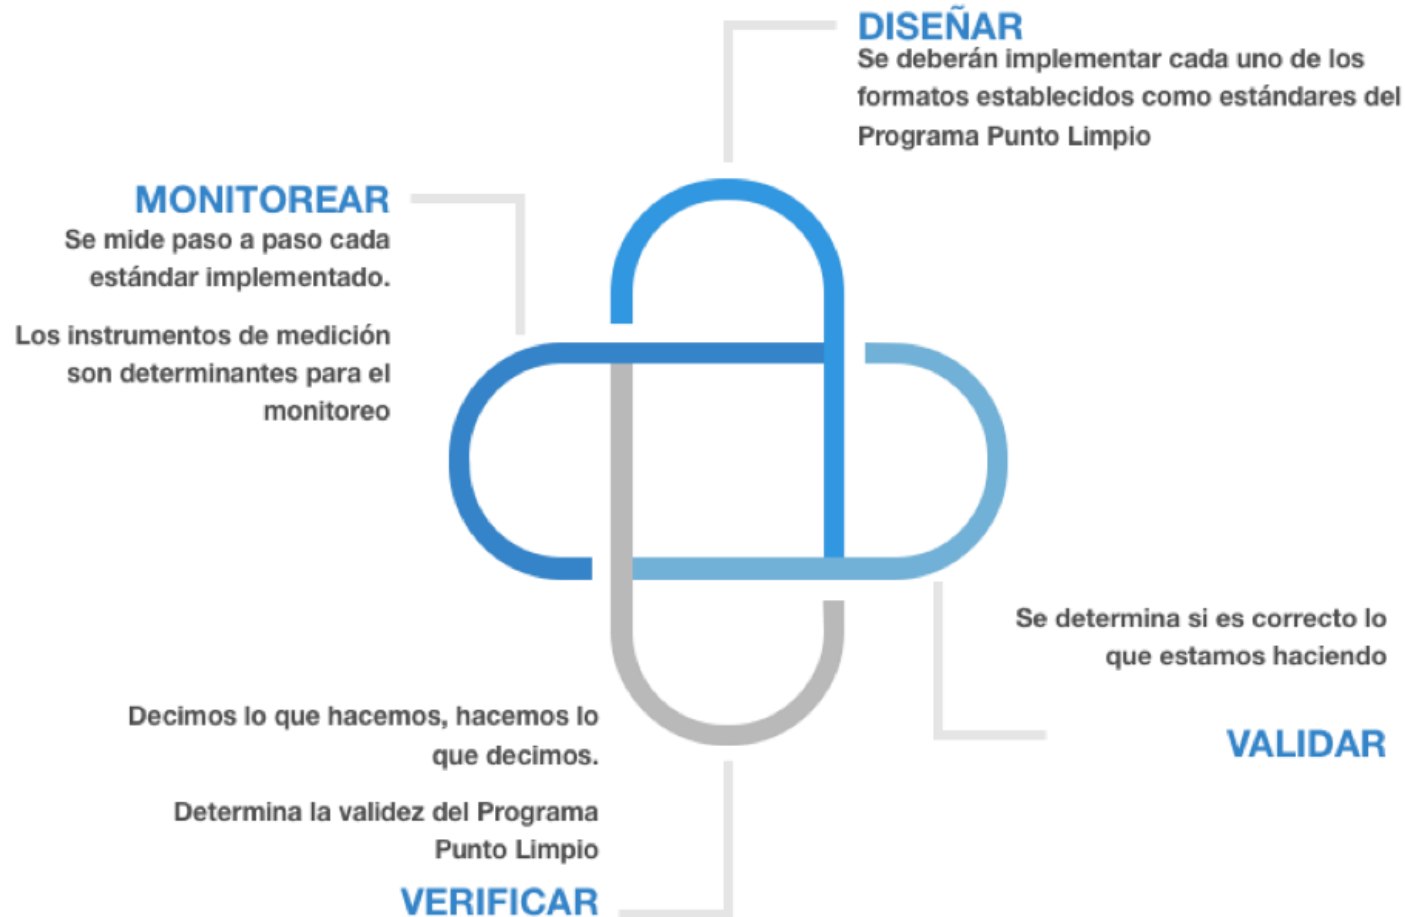 DISEÑAR
Se deberán implementar cada uno de los
formatos establecidos como estándares del
Programa Punto Limpio
MONITOREAR
Se mide paso a paso cada
estándar implementado.
Los instrumentos de medición
son determinantes para el
monitoreo
Se determina si es correcto lo
que estamos haciendo
VALIDAR
Decimos lo que hacemos, hacemos lo
que decimos.
Determina la validez del Programa
Punto Limpio
VERIFICAR